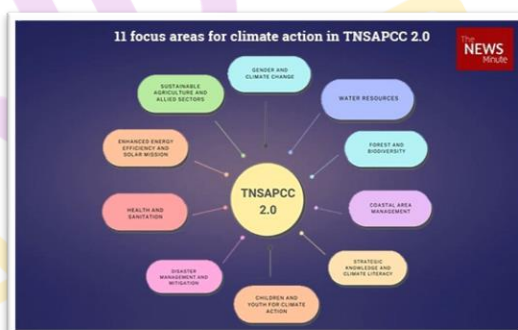 11 focus areas for climate action in TNSAPCC 2.0
The
NEWS
Minute
GENDER AND
CLIMATE CHANGE
SUSTAINABLE
AGRICULTURE AND
ALLIED SECTORS
WATER RESOURCES
ENHANCED ENERGY
EFFICIENCY AND
SOLAR MISSION
FOREST AND
BIODIVERSITY
TNSAPCC
2.0
HEALTH AND
SANITATION
COASTAL AREA
MANAGEMENT
DISASTER
MANAGEMENT AND
MITIGATION
STRATEGIC
KNOWLEDGE AND
CLIMATE LITERACY
CHILDREN AND
YOUTH FOR CLIMATE
ACTION